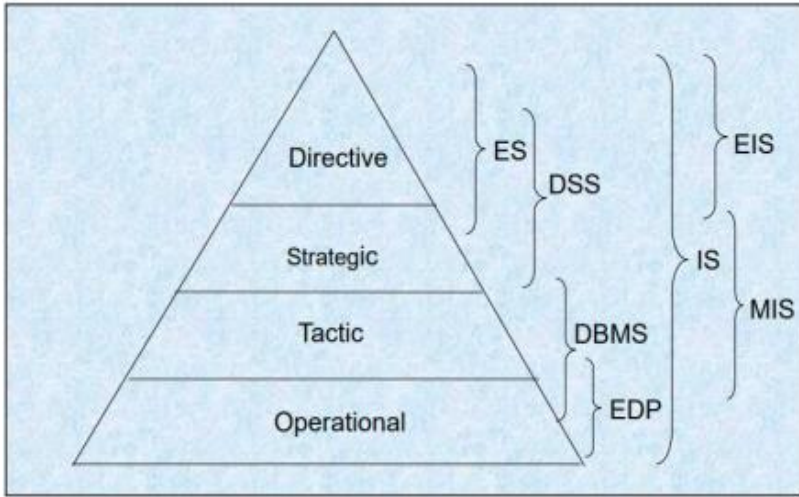 Directive
Strategic
Tactic
Operational
ES
DSS
DBMS
EDP
IS
EIS
MIS